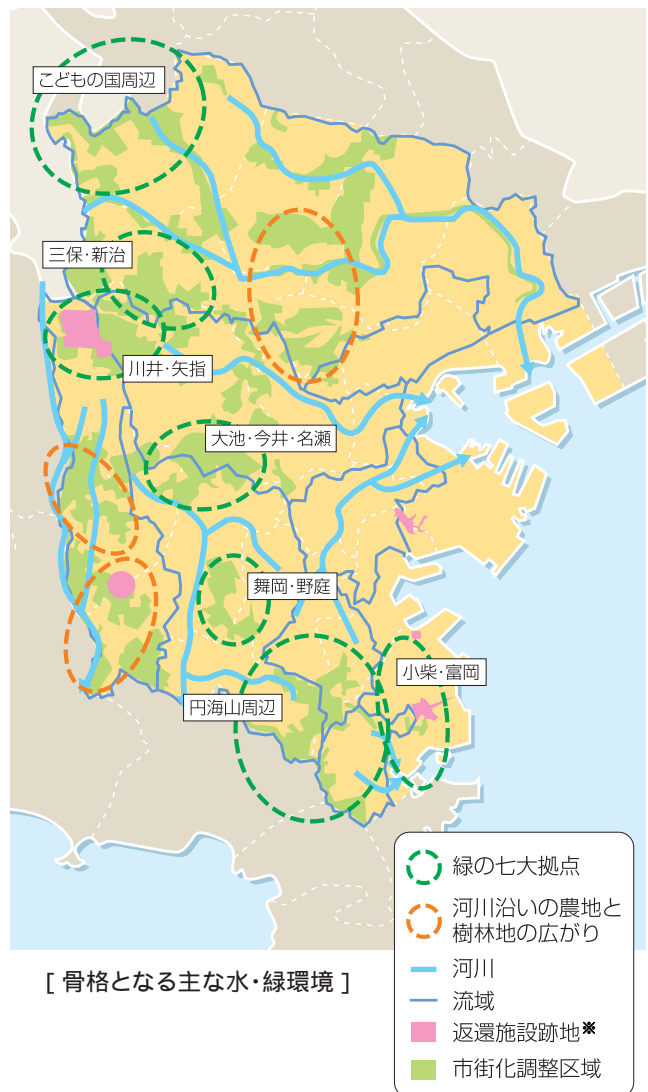 こどもの国周辺
三保・新治
川井・矢指
大池・今井・名瀬
舞岡・野庭
小柴・富岡
円海山周辺
緑の七大拠点
河川沿いの農地と
樹林地の広がり
河川
流域
返還施設跡地※
市街化調整区域
[ 骨格となる主な水・緑環境 ]